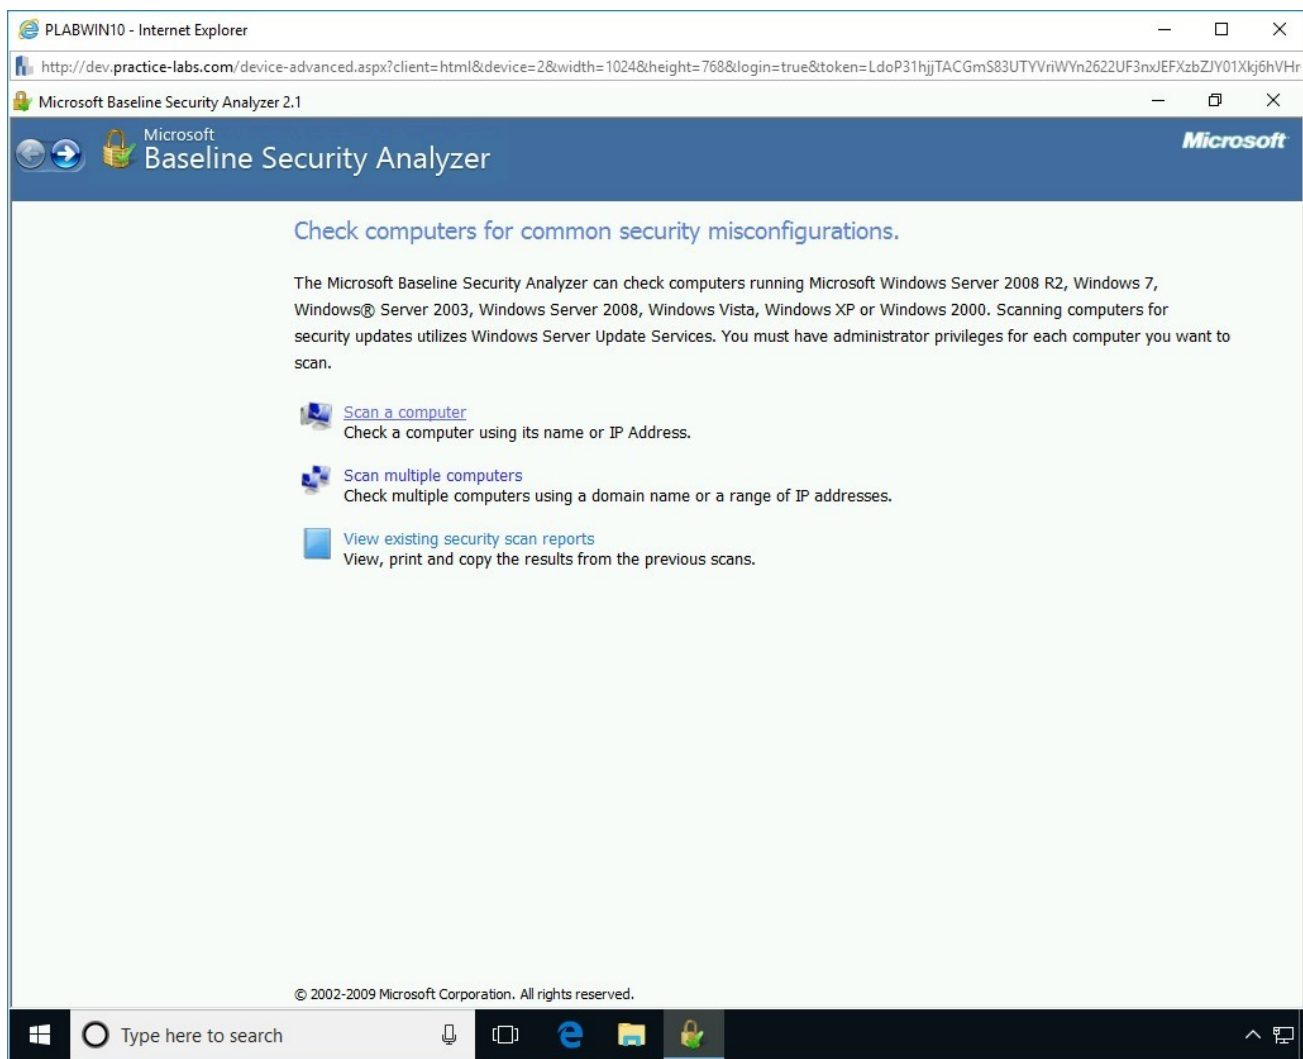 PLABWIN10 - Internet Explorer
http://dev.practice-labs.com/device-advanced.aspx?client=html&device=2&width=1024&height=768&login=true&token=LdoP31hjjTACGmS83UTYVriWYn2622UF3nxJEFXzbZJY01Xkj6hVHr
Microsoft Baseline Security Analyzer 2.1
Microsoft
Baseline Security Analyzer
Microsoft
Check computers for common security misconfigurations.
The Microsoft Baseline Security Analyzer can check computers running Microsoft Windows Server 2008 R2, Windows 7,
Windows® Server 2003, Windows Server 2008, Windows Vista, Windows XP or Windows 2000. Scanning computers for
security updates utilizes Windows Server Update Services. You must have administrator privileges for each computer you want to
scan.
Scan a computer
Check a computer using its name or IP Address.
Scan multiple computers
Check multiple computers using a domain name or a range of IP addresses.
View existing security scan reports
View, print and copy the results from the previous scans.
© 2002-2009 Microsoft Corporation. All rights reserved.
Type here to search